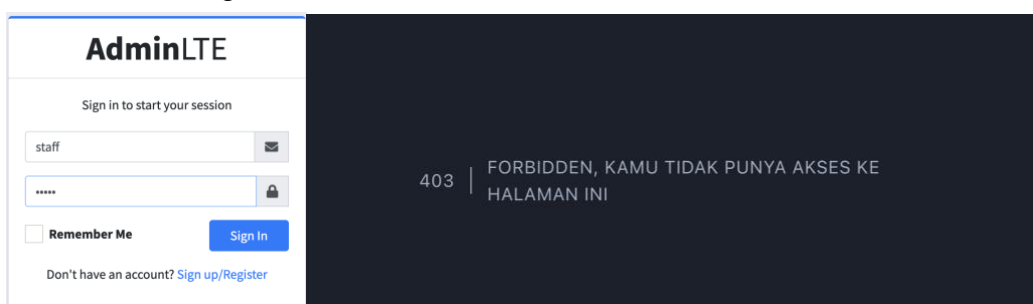 AdminLTE
Sign in to start your session
staff
Remember Me
Sign In
Don't have an account? Sign up/Register
403
FORBIDDEN, KAMU TIDAK PUNYA AKSES KE
HALAMAN INI